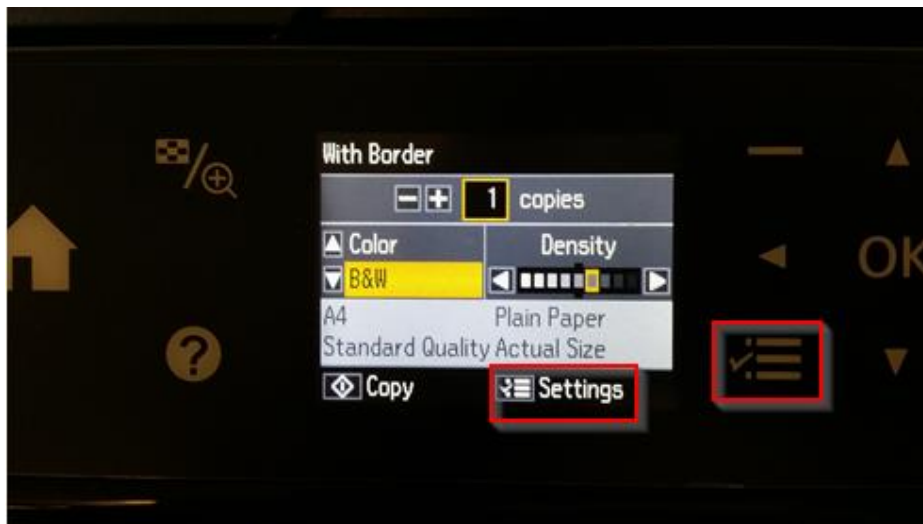 With Border
1 copies
Color
Density
B&W
A4
Plain Paper
Standard Quality
Actual Size
Copy
Settings
OK